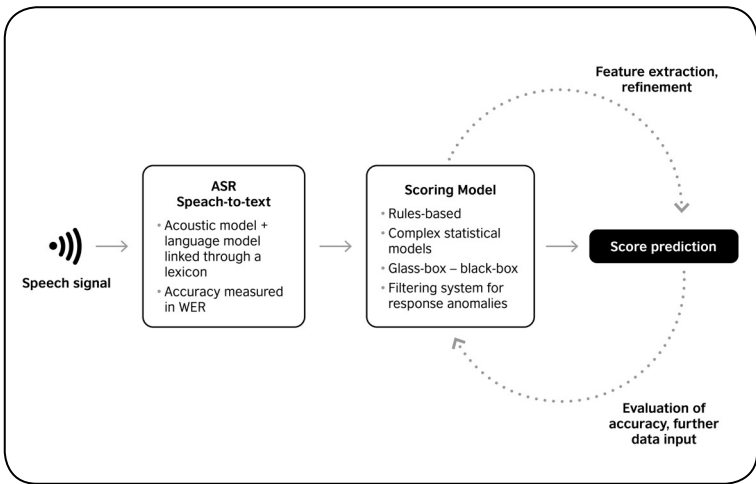 Feature extraction,
refinement
ASR
Speach-to-text
• Acoustic model +
language model
linked through a
lexicon
• Accuracy measured
in WER
Scoring Model
• Rules-based
• Complex statistical
models
• Glass-box – black-box
• Filtering system for
response anomalies
Score prediction
Speech signal
Evaluation of
accuracy, further
data input